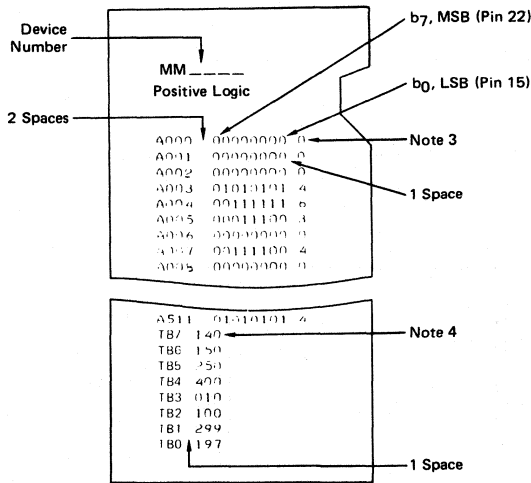 Device
Number
b7, MSB (Pin 22)
MM_ _ _ _
Positive Logic
b0, LSB (Pin 15)
2 Spaces
A000 00000000 0
Note 3
A001 00000000 0
A002 00000000 0
A003 01010101 4
1 Space
A004 00111111 6
A005 00011100 3
A006 00000000 0
A007 00111100 4
A008 00000000 0
A511 01010101 4
TB7 140
Note 4
TB6 150
TB5 250
TB4 400
TB3 010
TB2 100
TB1 299
TB0 197
1 Space